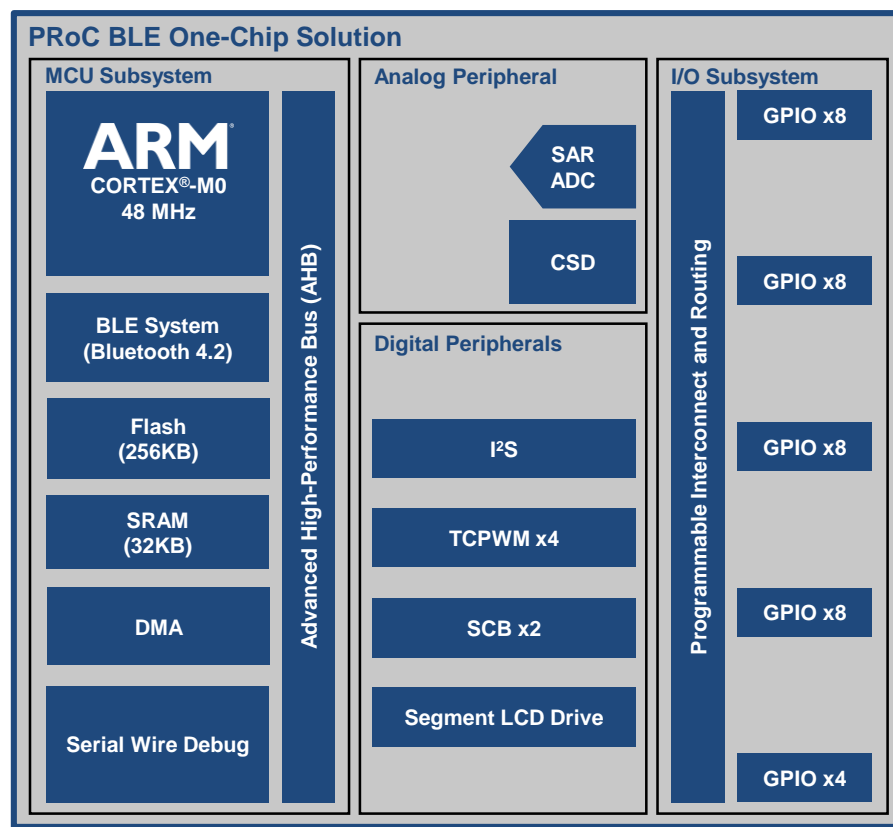 PRoC BLE One-Chip Solution
MCU Subsystem
ARM®
CORTEX®-M0
48 MHz
BLE System
(Bluetooth 4.2)
Flash
(256KB)
SRAM
(32KB)
DMA
Serial Wire Debug
Advanced High-Performance Bus (AHB)
Analog Peripheral
SAR
ADC
CSD
Digital Peripherals
I²S
TCPWM x4
SCB x2
Segment LCD Drive
I/O Subsystem
Programmable Interconnect and Routing
GPIO x8
GPIO x8
GPIO x8
GPIO x8
GPIO x4